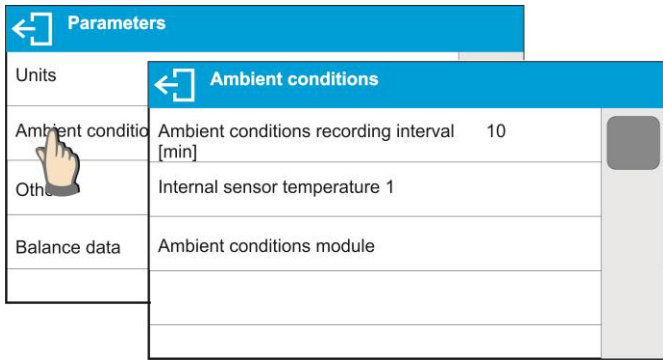 Parameters
Units
Ambient conditio
Othe
Balance data
Ambient conditions
Ambient conditions recording interval 10
[min]
Internal sensor temperature 1
Ambient conditions module